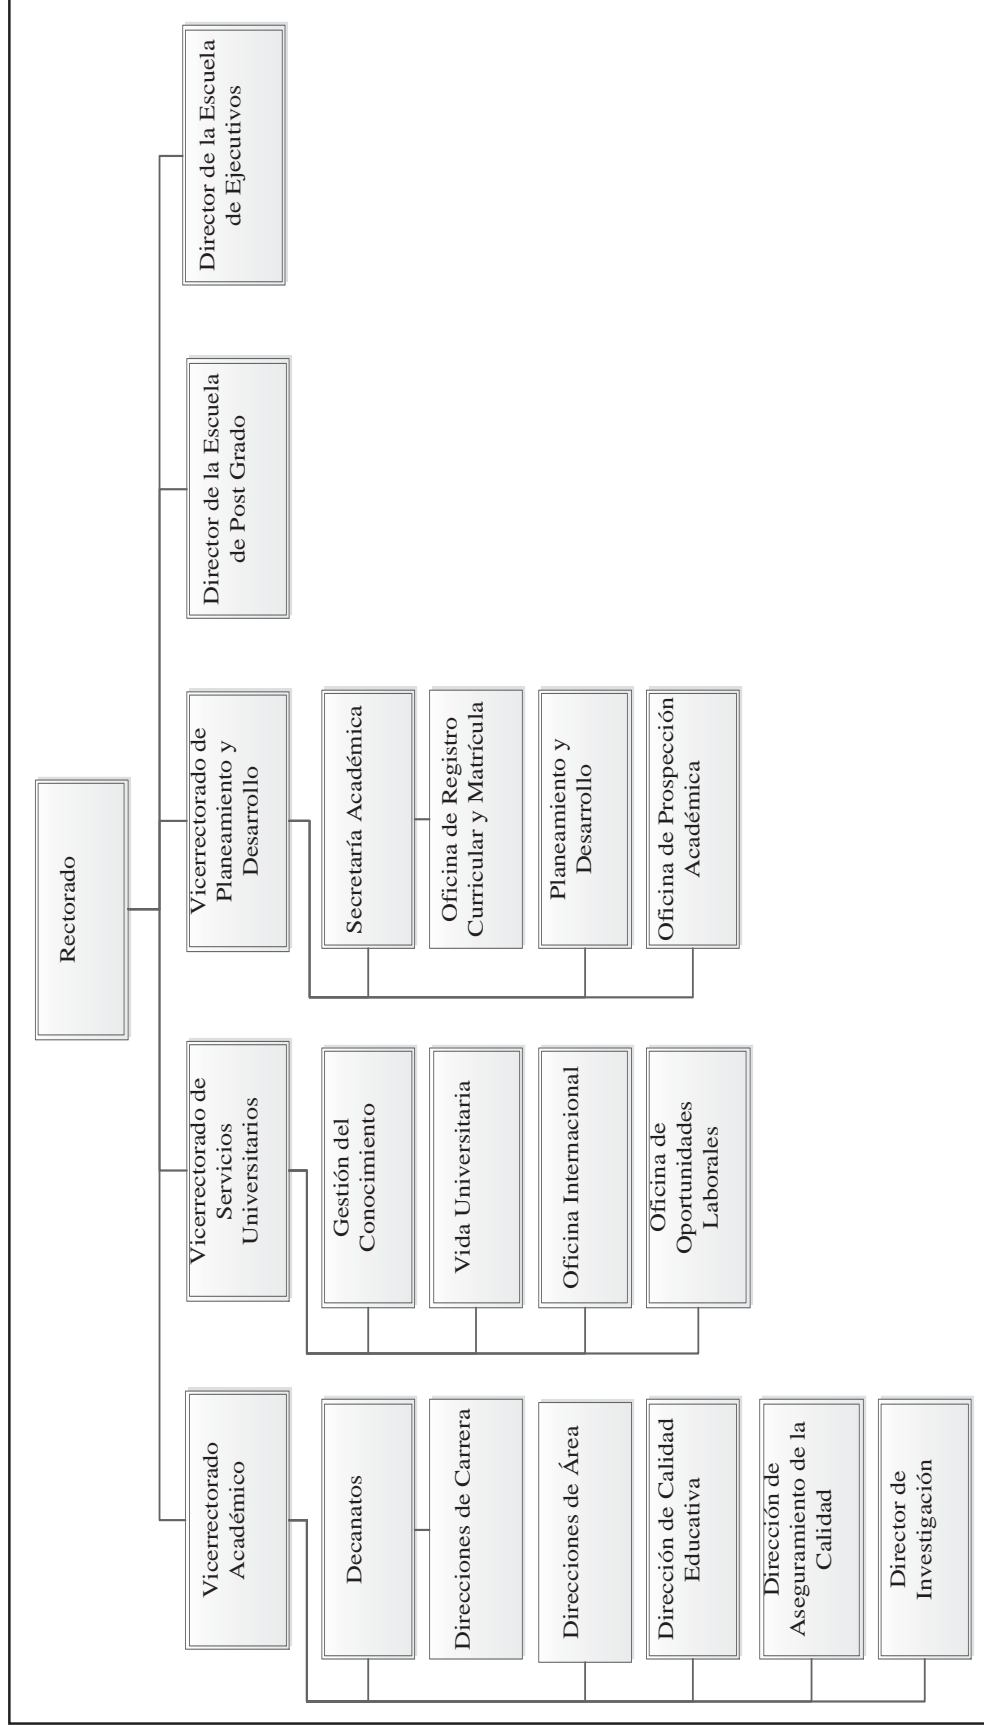 Rectorado
Vicerrectorado
Académico
Decanatos
Direcciones de Carrera
Direcciones de Área
Dirección de Calidad
Educativa
Dirección de
Aseguramiento de la
Calidad
Director de
Investigación
Vicerrectorado de
Servicios
Universitarios
Gestión del
Conocimiento
Vida Universitaria
Oficina Internacional
Oficina de
Oportunidades
Laborales
Vicerrectorado de
Planeamiento y
Desarrollo
Secretaría Académica
Oficina de Registro
Curricular y Matrícula
Planeamiento y
Desarrollo
Oficina de Prospección
Académica
Director de la Escuela
de Post Grado
Director de la Escuela
de Ejecutivos